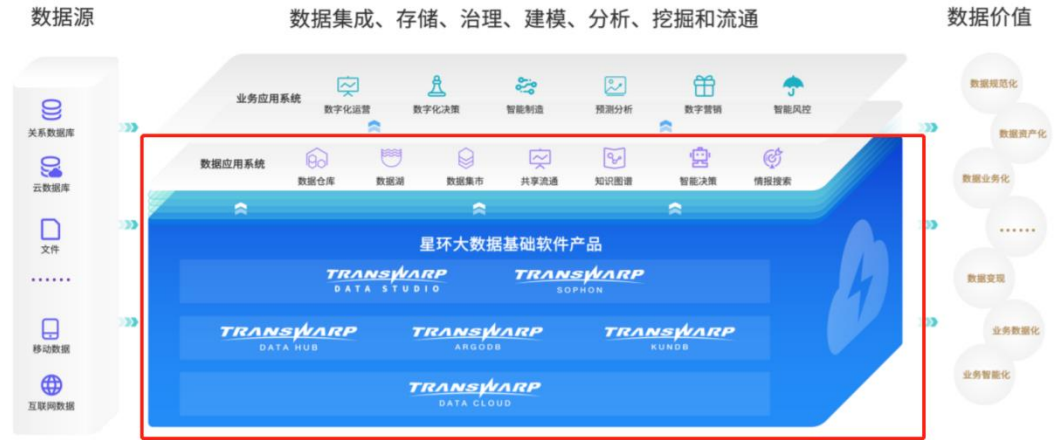 数据源
数据集成、存储、治理、建模、分析、挖掘和流通
数据价值
关系数据库
云数据库
文件
......
移动数据
互联网数据
业务应用系统
数字化运营
数字化决策
智能制造
预测分析
数字营销
智能风控
数据应用系统
数据仓库
数据湖
数据集市
共享流通
知识图谱
智能决策
情报搜索
星环大数据基础软件产品
TRANSWARP
DATA STUDIO
TRANSWARP
SOPHON
TRANSWARP
DATA HUB
TRANSWARP
ARGODB
TRANSWARP
KUNDB
TRANSWARP
DATA CLOUD
数据规范化
数据资产化
数据业务化
......
数据变现
业务数据化
业务智能化